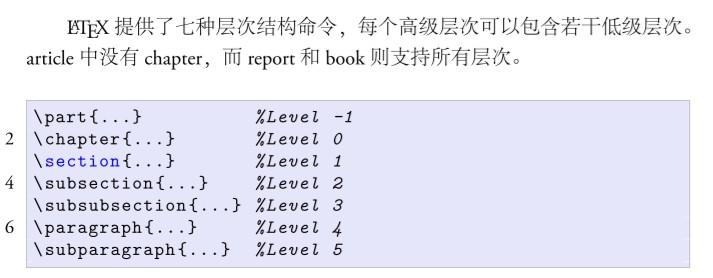 LATEX 提供了七种层次结构命令，每个高级层次可以包含若干低级层次。
article 中没有 chapter，而 report 和 book 则支持所有层次。
\part{...} %Level -1
2 \chapter{...} %Level 0
\section{...} %Level 1
4 \subsection{...} %Level 2
\subsubsection{...} %Level 3
6 \paragraph{...} %Level 4
\subparagraph{...} %Level 5